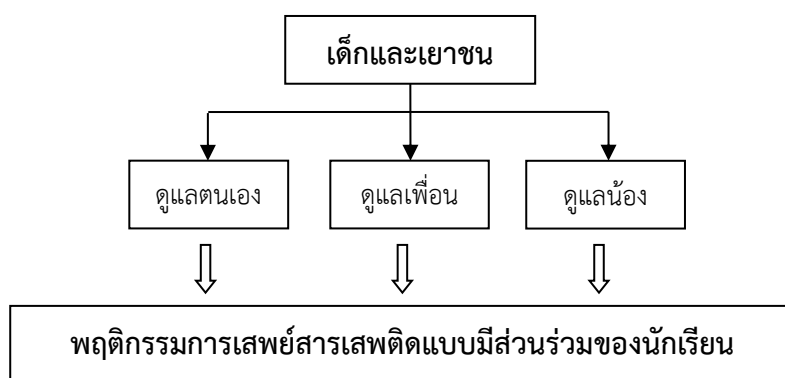 เด็กและเยาชน
ดูแลตนเอง
ดูแลเพื่อน
ดูแลน้อง
พฤติกรรมการเสพย์สารเสพติดแบบมีส่วนร่วมของนักเรียน